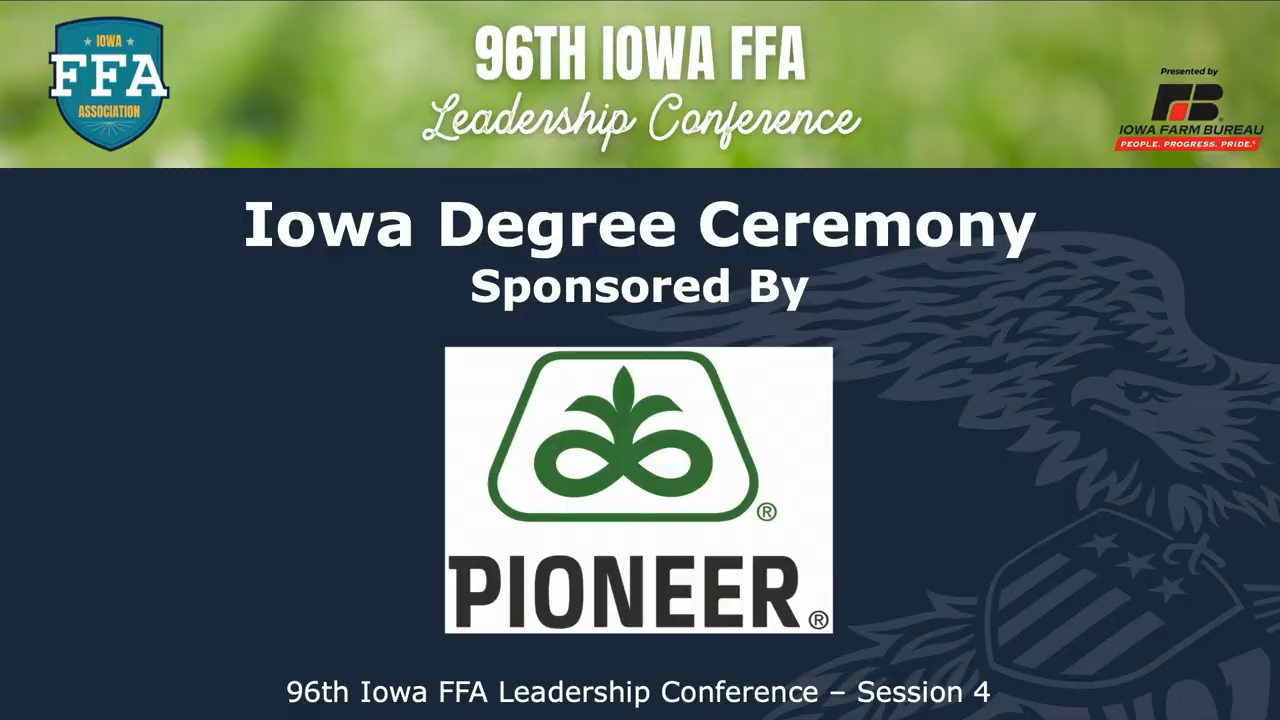 ★ IOWA ★
FFA
ASSOCIATION
96TH IOWA FFA
Leadership Conference
Presented by
FB®
IOWA FARM BUREAU
PEOPLE. PROGRESS. PRIDE.®
Iowa Degree Ceremony
Sponsored By
®
PIONEER®
96th Iowa FFA Leadership Conference – Session 4